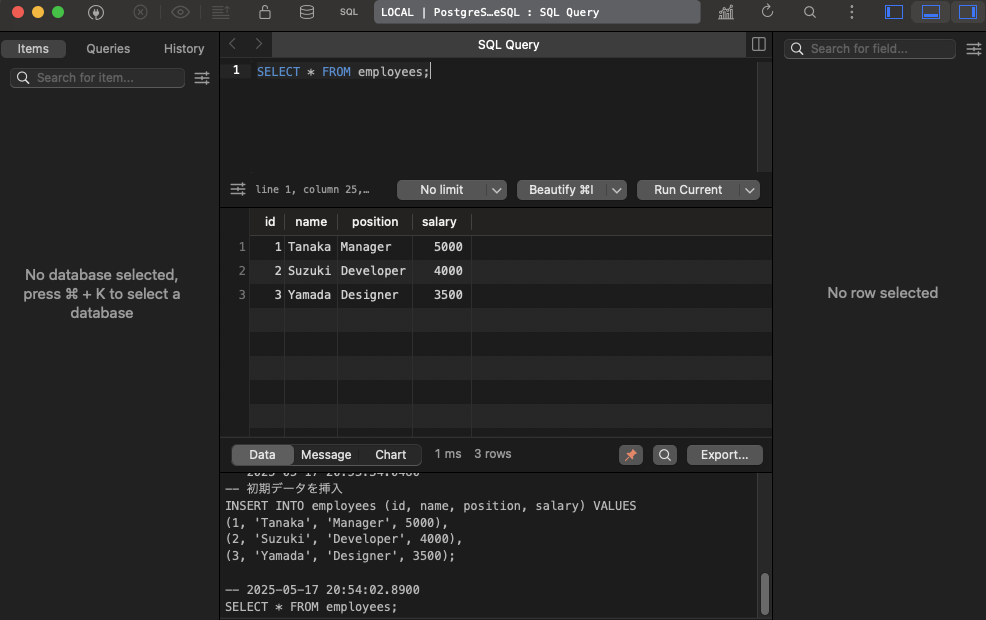 SQL
LOCAL | PostgreS…eSQL : SQL Query
Items
Queries
History
Search for item...
SQL Query
1
SELECT * FROM employees;
Search for field...
line 1, column 25,…
No limit
Beautify ⌘I
Run Current
id name position salary
1 1 Tanaka Manager 5000
2 2 Suzuki Developer 4000
3 3 Yamada Designer 3500
No database selected,
press ⌘ + K to select a
database
No row selected
Data
Message
Chart
1 ms
3 rows
Export...
-- 初期データを挿入
INSERT INTO employees (id, name, position, salary) VALUES
(1, 'Tanaka', 'Manager', 5000),
(2, 'Suzuki', 'Developer', 4000),
(3, 'Yamada', 'Designer', 3500);
-- 2025-05-17 20:54:02.8900
SELECT * FROM employees;